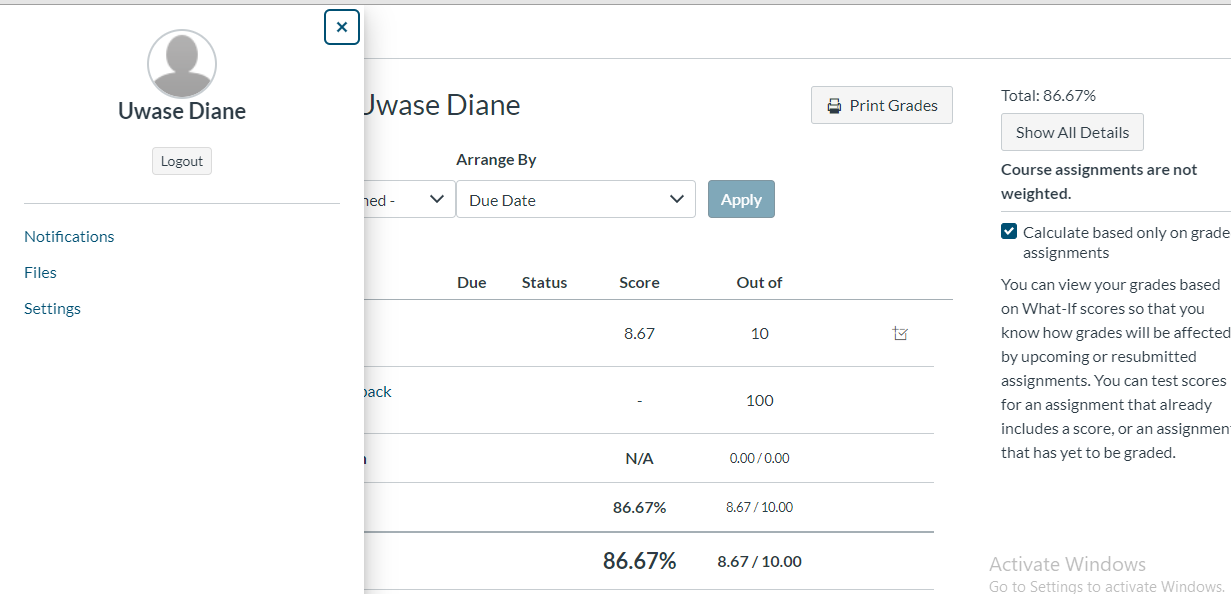 Uwase Diane
Logout
Notifications
Files
Settings
Uwase Diane
Print Grades
Arrange By
Due Date
Apply
Due Status Score Out of
8.67 10
- 100
N/A 0.00 / 0.00
86.67% 8.67 / 10.00
86.67% 8.67 / 10.00
Total: 86.67%
Show All Details
Course assignments are not
weighted.
Calculate based only on grade
assignments
You can view your grades based
on What-If scores so that you
know how grades will be affected
by upcoming or resubmitted
assignments. You can test scores
for an assignment that already
includes a score, or an assignmen
that has yet to be graded.
Activate Windows
Go to Settings to activate Windows.